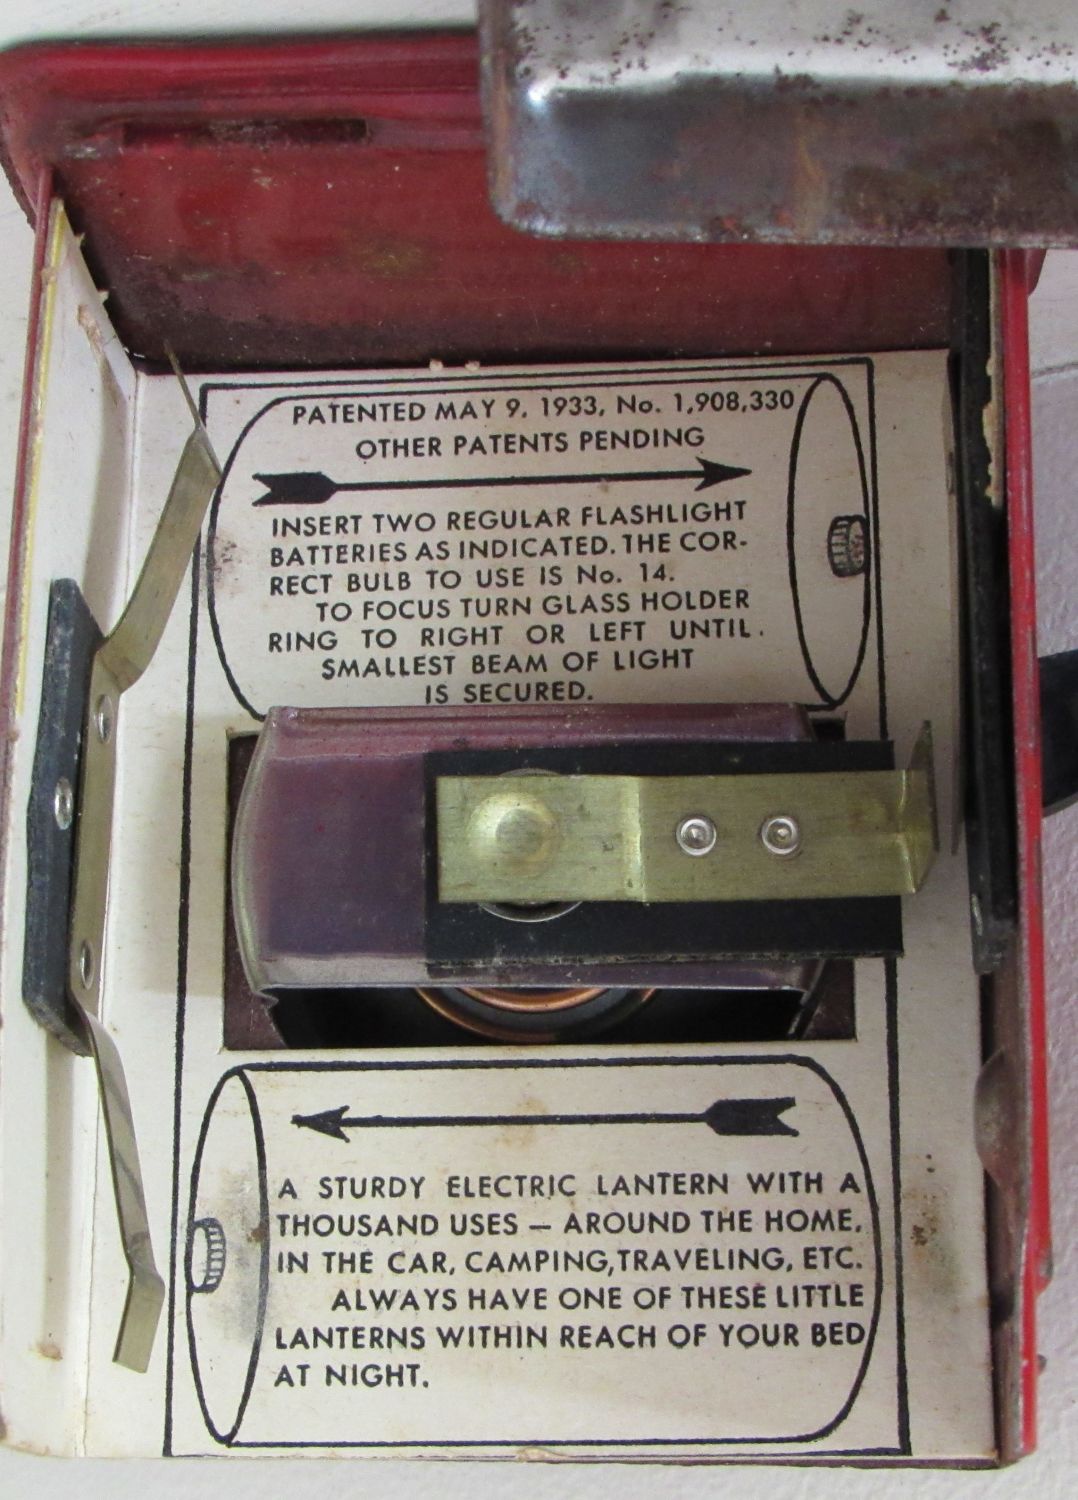 PATENTED MAY 9, 1933, No. 1,908,330
OTHER PATENTS PENDING
INSERT TWO REGULAR FLASHLIGHT
BATTERIES AS INDICATED. THE COR-
RECT BULB TO USE IS No. 14.
TO FOCUS TURN GLASS HOLDER
RING TO RIGHT OR LEFT UNTIL.
SMALLEST BEAM OF LIGHT
IS SECURED.
A STURDY ELECTRIC LANTERN WITH A
THOUSAND USES — AROUND THE HOME,
IN THE CAR, CAMPING, TRAVELING, ETC.
ALWAYS HAVE ONE OF THESE LITTLE
LANTERNS WITHIN REACH OF YOUR BED
AT NIGHT.